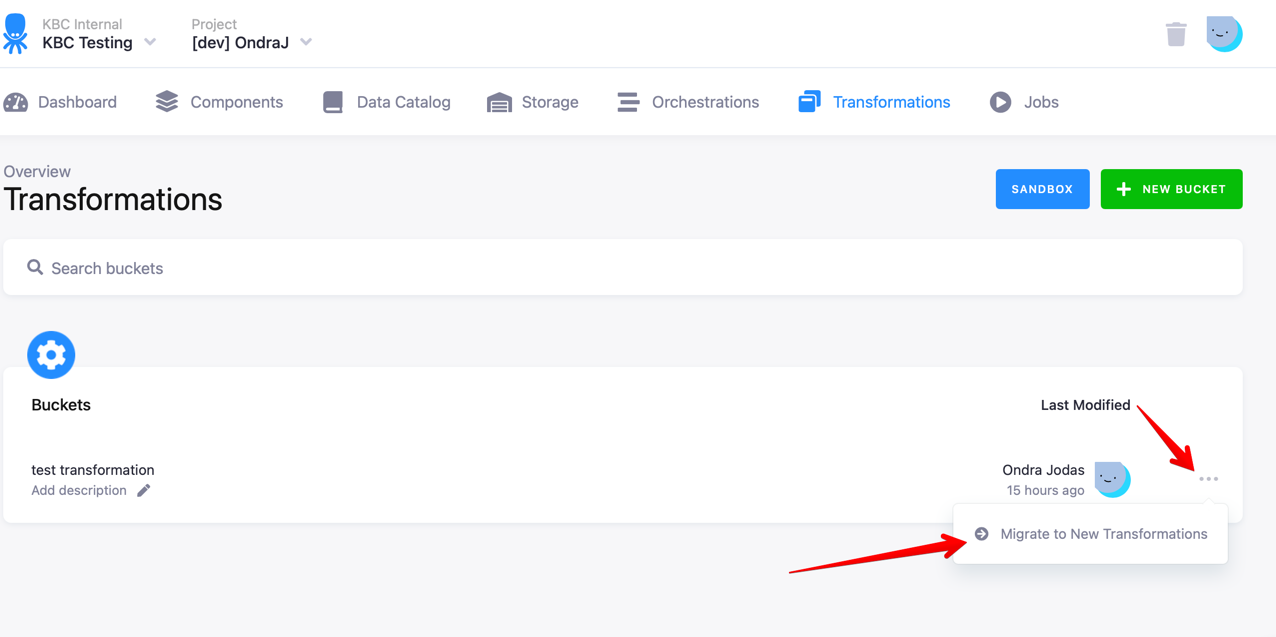 KBC Internal
KBC Testing
Project
[dev] OndraJ
Dashboard
Components
Data Catalog
Storage
Orchestrations
Transformations
Jobs
Overview
Transformations
SANDBOX
NEW BUCKET
Search buckets
Buckets
Last Modified
test transformation
Ondra Jodas
Add description
15 hours ago
Migrate to New Transformations